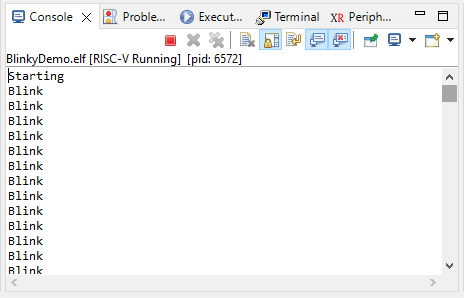 Console Proble... Execut... Terminal XR Periph...
BlinkyDemo.elf [RISC-V Running] [pid: 6572]
Starting
Blink
Blink
Blink
Blink
Blink
Blink
Blink
Blink
Blink
Blink
Blink
Blink
Blink